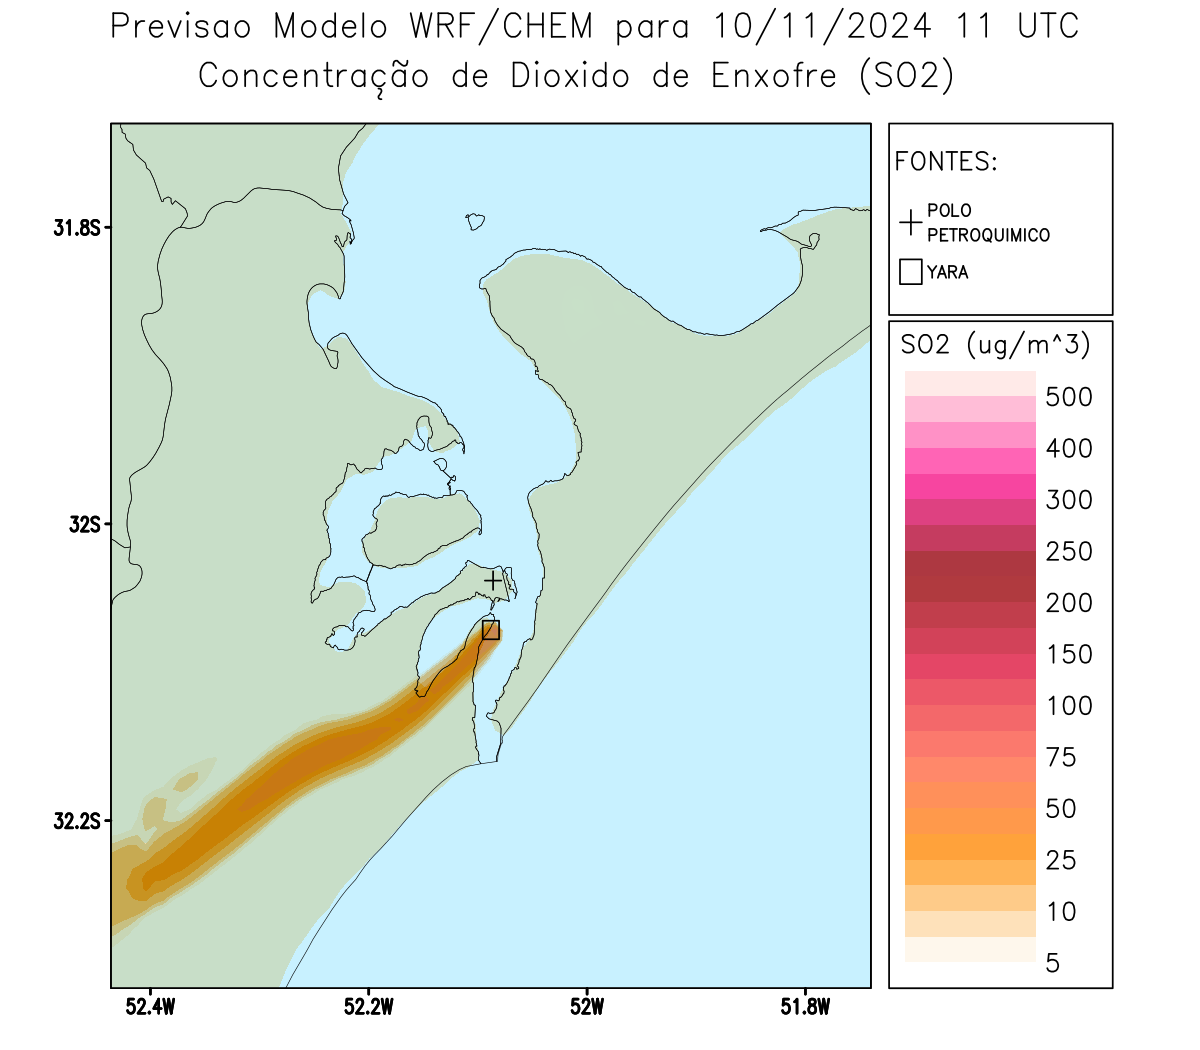 Previsao Modelo WRF/CHEM para 10/11/2024 11 UTC
Concentração de Dioxido de Enxofre (SO2)
FONTES:
POLO
PETROQUIMICO
YARA
31.8S
32S
32.2S
52.4W
52.2W
52W
51.8W
SO2 (ug/m^3)
500
400
300
250
200
150
100
75
50
25
10
5